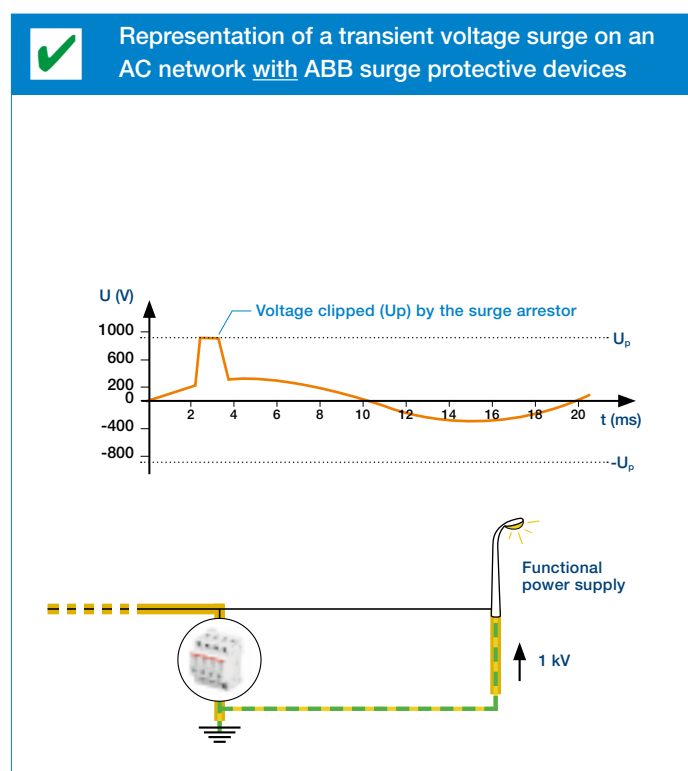 Representation of a transient voltage surge on an
AC network with ABB surge protective devices
U (V)
Voltage clipped (Up) by the surge arrestor
1000
Up
600
200
0
2 4 6 8 10 12 14 16 18 20
t (ms)
-400
-800
-Up
Functional
power supply
1 kV